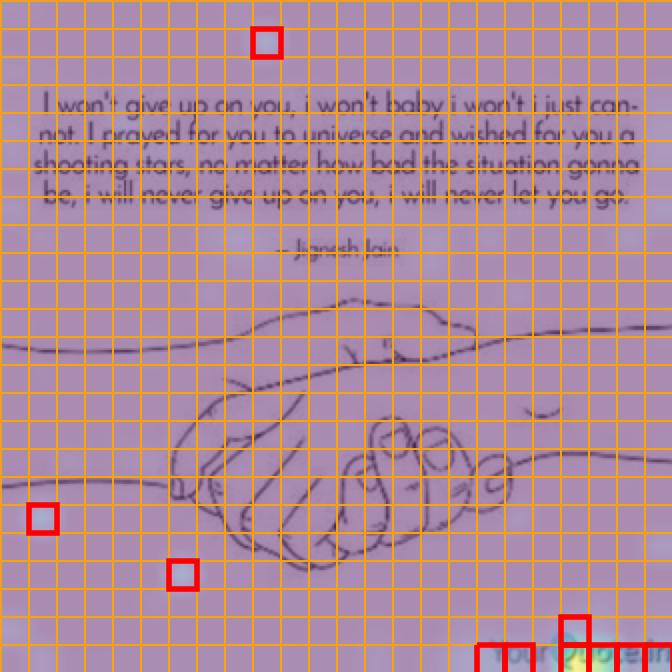 I won't give up on you, i won't baby i won't i just can-
not. I prayed for you to universe and wished for you a
shooting stars, no matter how bad the situation gonna
be, i will never give up on you, i will never let you go.
-- Jignesh Jain
YourQuote.in